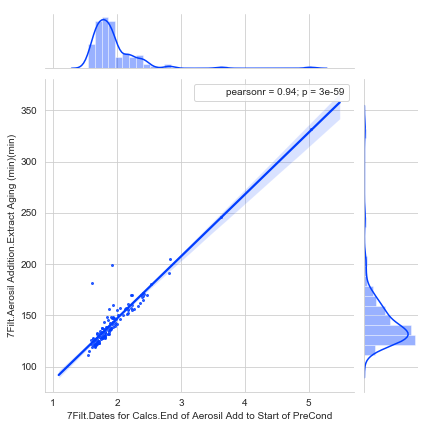 pearsonr = 0.94; p = 3e-59
350
300
250
200
150
100
7Filt.Aerosil Addition.Extract Aging (min)(min)
1 2 3 4 5
7Filt.Dates for Calcs.End of Aerosil Add to Start of PreCond